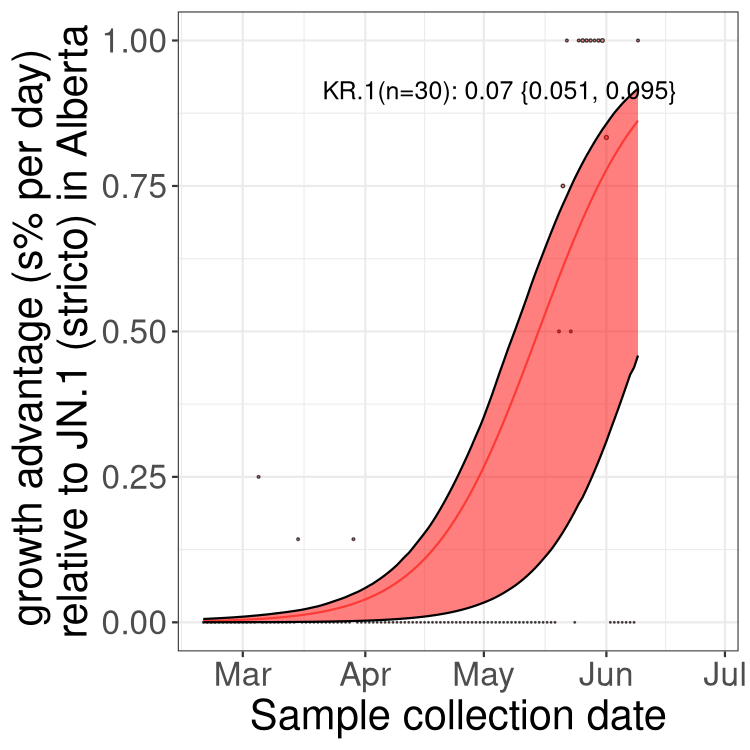 growth advantage (s% per day)
relative to JN.1 (stricto) in Alberta
1.00
0.75
0.50
0.25
0.00
KR.1(n=30): 0.07 {0.051, 0.095}
Mar Apr May Jun Jul
Sample collection date